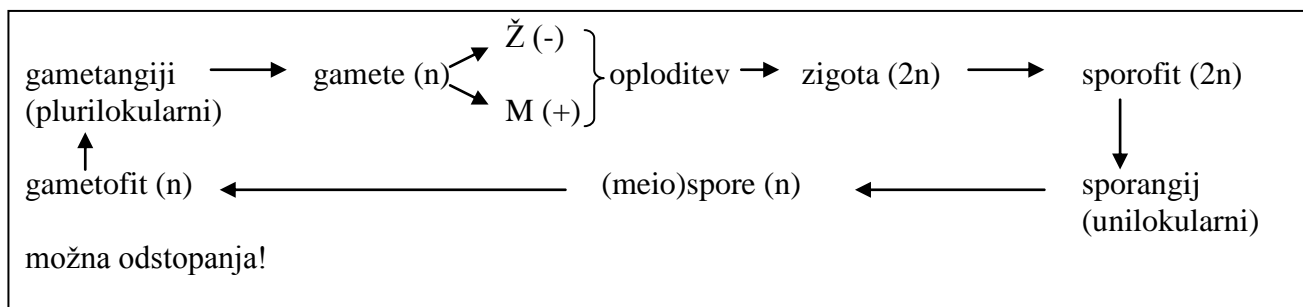 Ž (-)
gametangiji gamete (n) oploditev zigota (2n) sporofit (2n)
(plurilokularni) M (+)
gametofit (n) (meio)spore (n) sporangij
(unilokularni)
možna odstopanja!